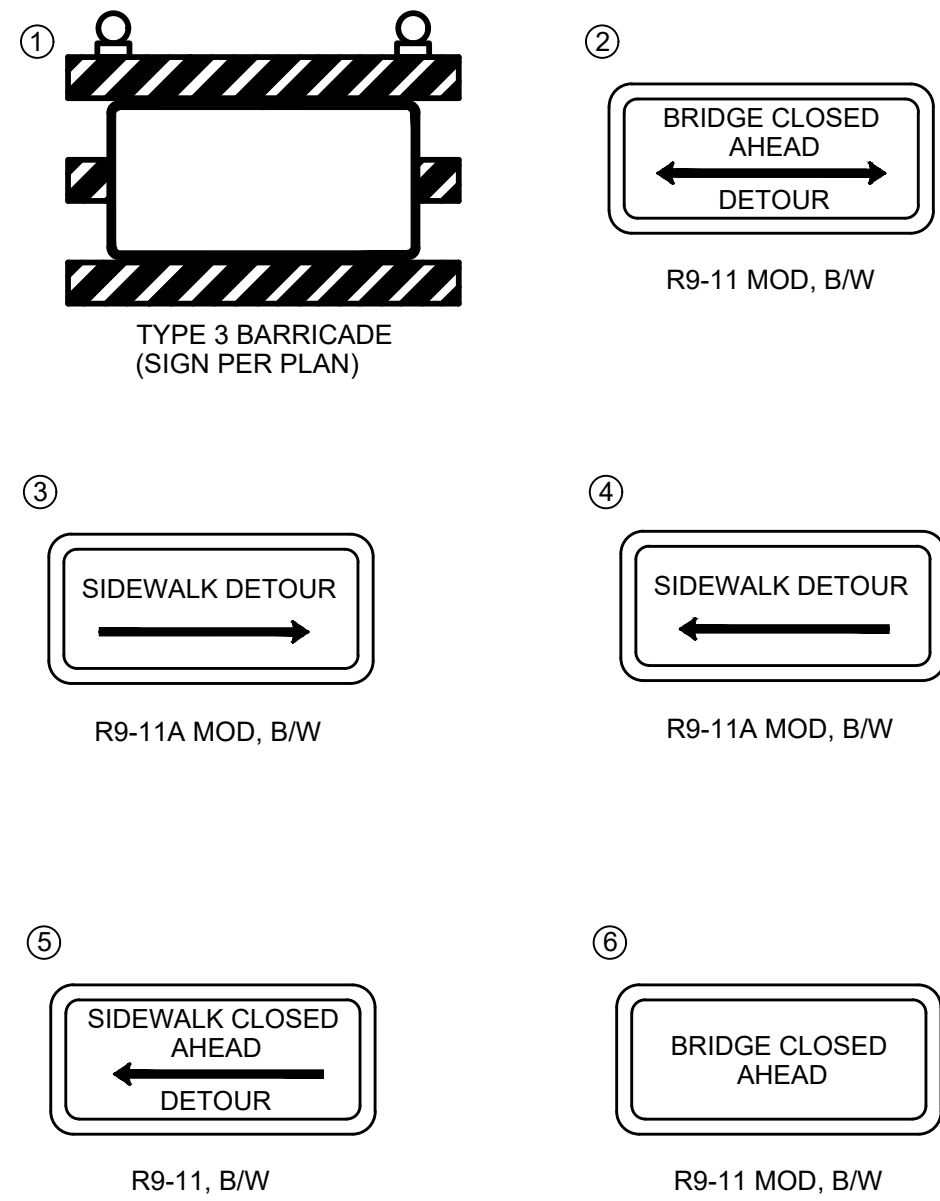 1
TYPE 3 BARRICADE
(SIGN PER PLAN)
2
BRIDGE CLOSED
AHEAD
DETOUR
R9-11 MOD, B/W
3
SIDEWALK DETOUR
R9-11A MOD, B/W
4
SIDEWALK DETOUR
R9-11A MOD, B/W
5
SIDEWALK CLOSED
AHEAD
DETOUR
R9-11, B/W
6
BRIDGE CLOSED
AHEAD
R9-11 MOD, B/W